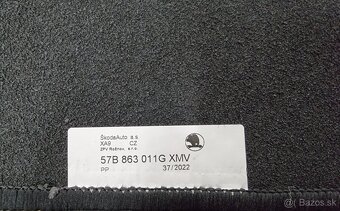 ŠkodaAuto a.s
XA9 CZ
ZPV Rožnov, s.r.o.
57B 863 011G XMV
PP 37/2022
© Bazos.sk